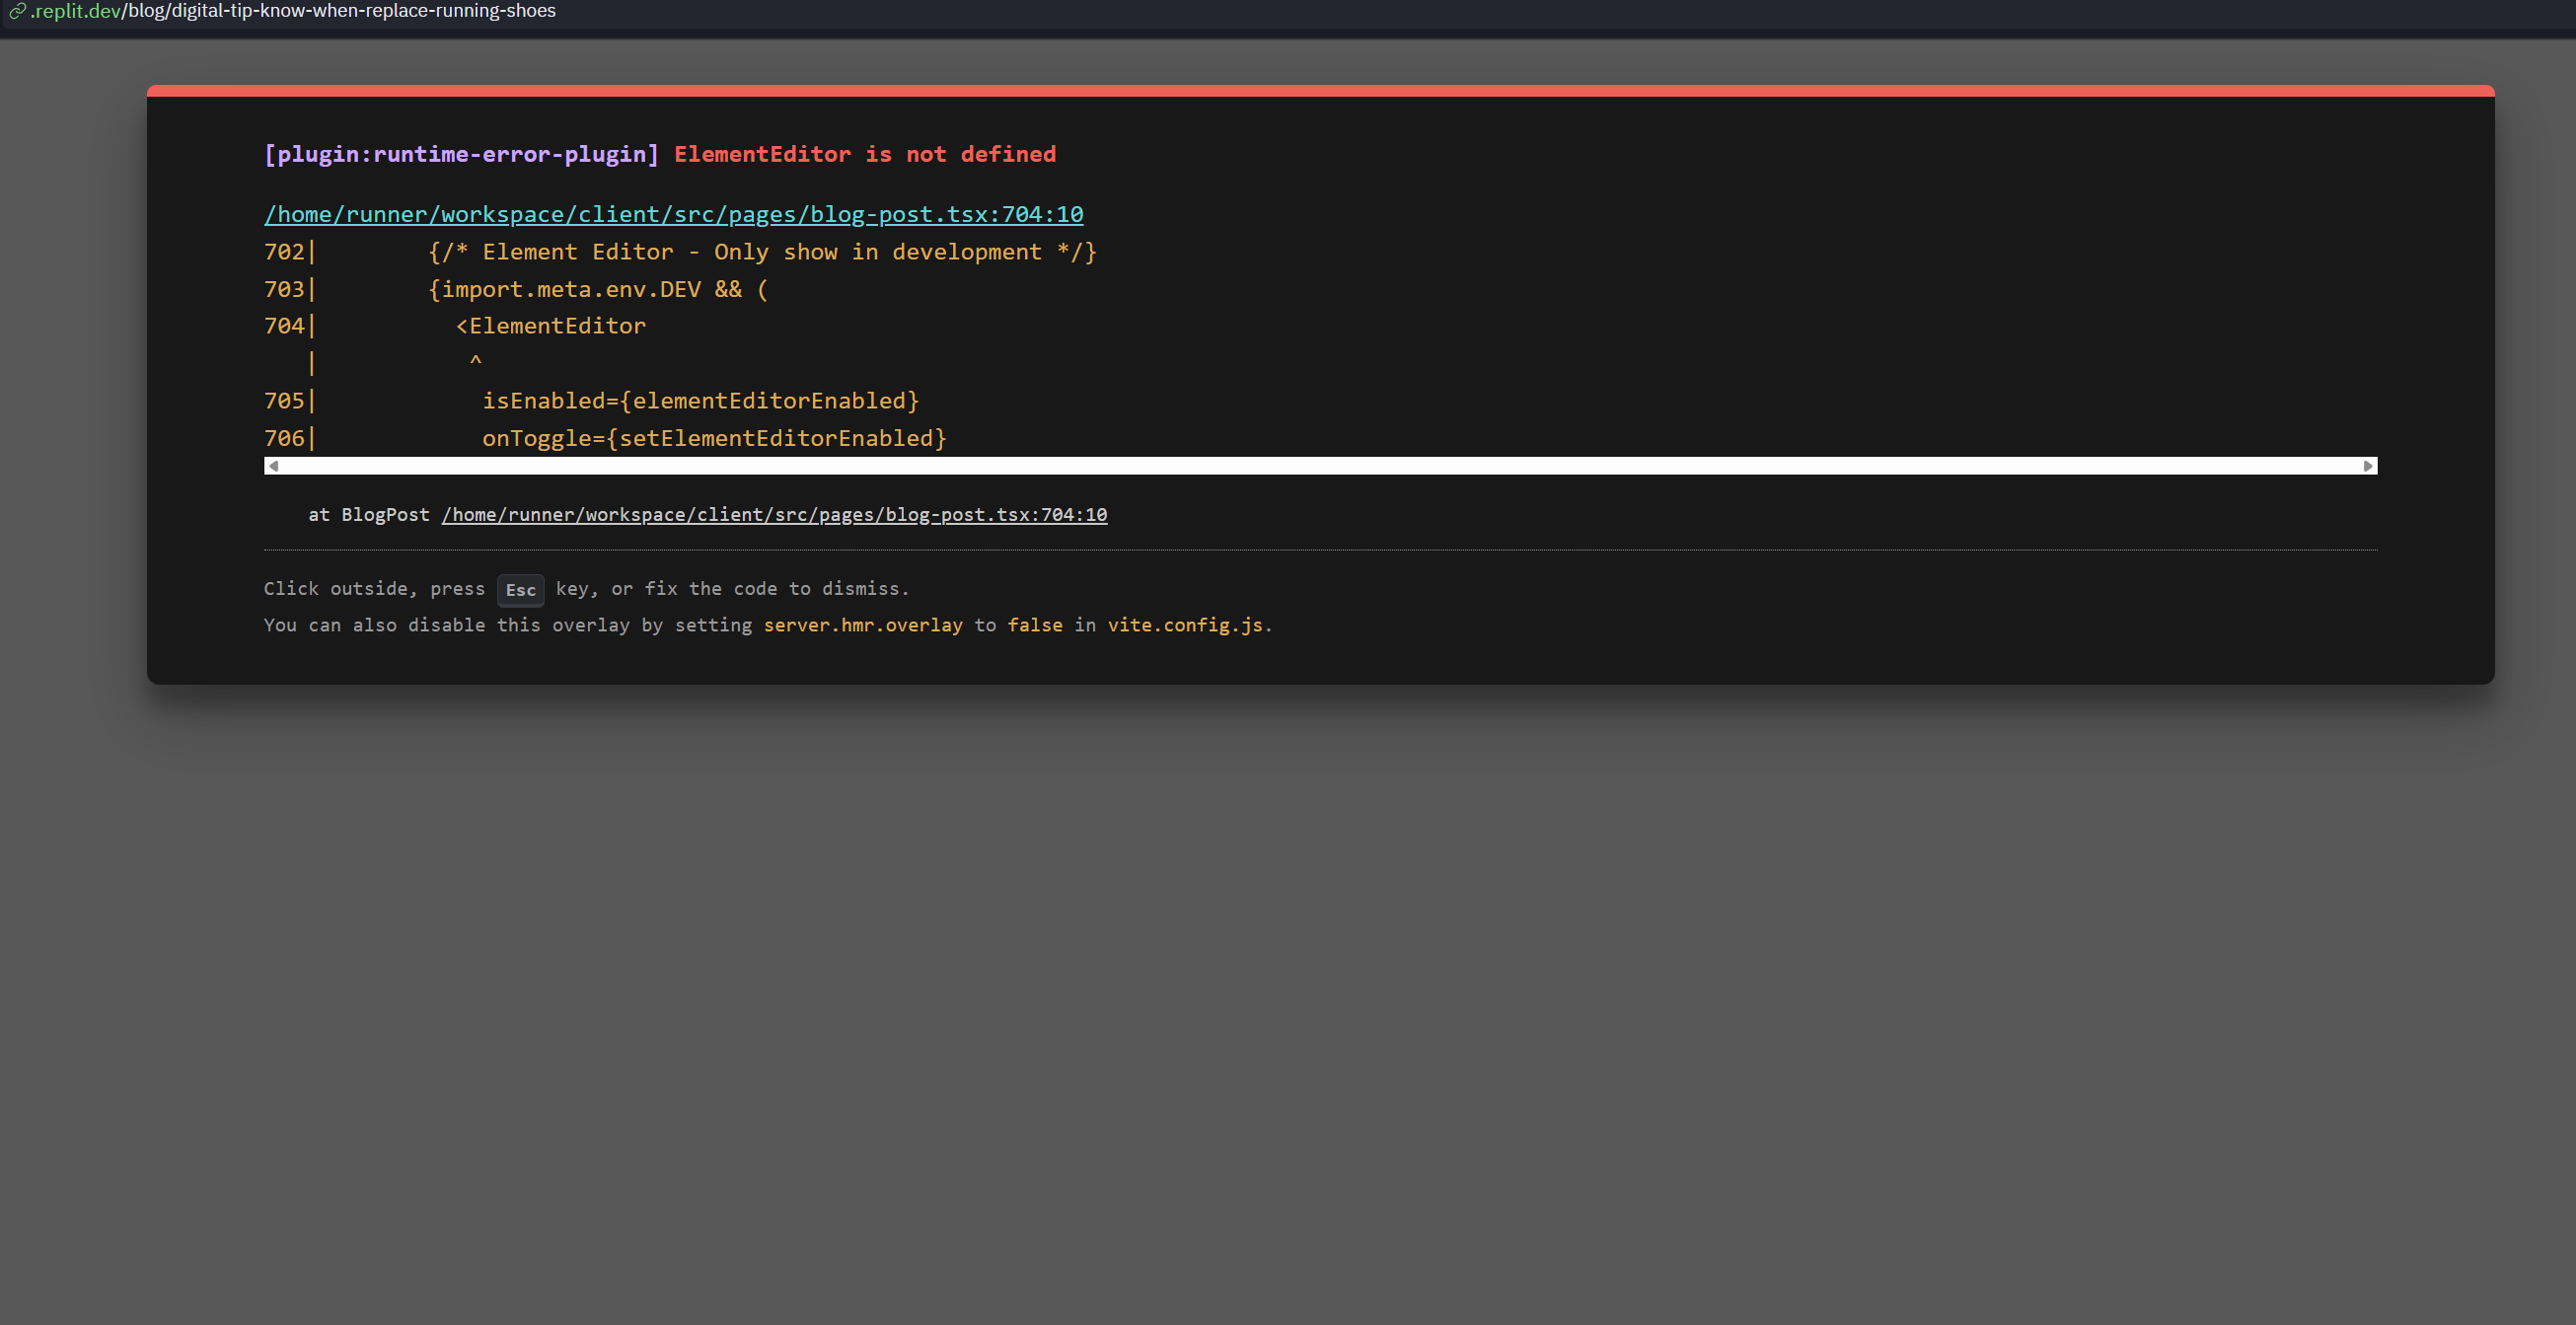 .replit.dev/blog/digital-tip-know-when-replace-running-shoes
[plugin:runtime-error-plugin] ElementEditor is not defined
/home/runner/workspace/client/src/pages/blog-post.tsx:704:10
702|        {/* Element Editor - Only show in development */}
703|        {import.meta.env.DEV && (
704|          <ElementEditor
   |           ^
705|            isEnabled={elementEditorEnabled}
706|            onToggle={setElementEditorEnabled}
at BlogPost /home/runner/workspace/client/src/pages/blog-post.tsx:704:10
Click outside, press Esc key, or fix the code to dismiss.
You can also disable this overlay by setting server.hmr.overlay to false in vite.config.js.